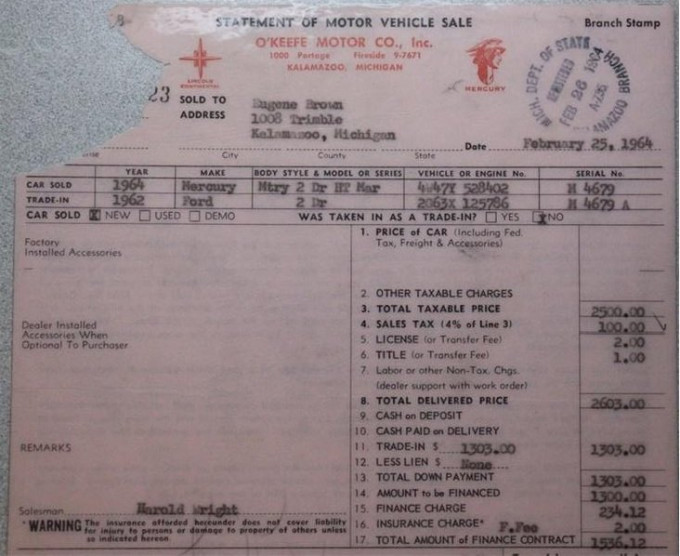 STATEMENT OF MOTOR VEHICLE SALE
Branch Stamp
O'KEEFE MOTOR CO., Inc.
1000 Portage Fireside 9-7671
KALAMAZOO, MICHIGAN
LINCOLN
CONTINENTAL
MERCURY
MICH. DEPT. OF STATE
FEB 26 1964
KALAMAZOO BRANCH
23 SOLD TO Eugene Brown
ADDRESS 1008 Trimble
Kalamazoo, Michigan
Date February 25, 1964
City County State
YEAR MAKE BODY STYLE & MODEL OR SERIES VEHICLE OR ENGINE No. SERIAL No.
CAR SOLD 1964 Mercury Mtry 2 Dr HT Mar 4W47Y 528402 M 4679
TRADE-IN 1962 Ford 2 Dr 2O63X 125786 M 4679 A
CAR SOLD X NEW USED DEMO WAS TAKEN IN AS A TRADE-IN? YES X NO
Factory
Installed Accessories
Dealer Installed
Accessories When
Optional To Purchaser
REMARKS
Salesman Harold Wright
*WARNING The insurance afforded hereunder does not cover liability
for injury to persons or damage to property of others unless
so indicated hereon.
1. PRICE OF CAR (Including Fed.
Tax, Freight & Accessories)
2. OTHER TAXABLE CHARGES
3. TOTAL TAXABLE PRICE 2500.00
4. SALES TAX (4% of Line 3) 100.00
5. LICENSE (or Transfer Fee) 2.00
6. TITLE (or Transfer Fee) 1.00
7. Labor or other Non-Tax. Chgs.
(dealer support with work order)
8. TOTAL DELIVERED PRICE 2603.00
9. CASH on DEPOSIT
10. CASH PAID on DELIVERY
11. TRADE-IN $ 1303.00 1303.00
12. LESS LIEN $ None
13. TOTAL DOWN PAYMENT 1303.00
14. AMOUNT to be FINANCED 1300.00
15. FINANCE CHARGE 234.12
16. INSURANCE CHARGE* F.Fee 2.00
17. TOTAL AMOUNT of FINANCE CONTRACT 1536.12